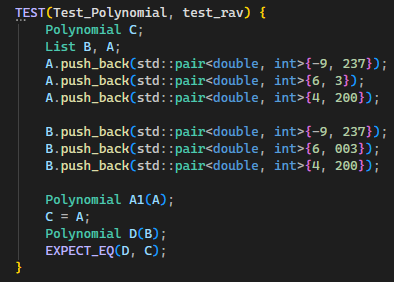 TEST(Test_Polynomial, test_rav) {
    Polynomial C;
    List B, A;
    A.push_back(std::pair<double, int>{-9, 237});
    A.push_back(std::pair<double, int>{6, 3});
    A.push_back(std::pair<double, int>{4, 200});

    B.push_back(std::pair<double, int>{-9, 237});
    B.push_back(std::pair<double, int>{6, 003});
    B.push_back(std::pair<double, int>{4, 200});

    Polynomial A1(A);
    C = A;
    Polynomial D(B);
    EXPECT_EQ(D, C);
}